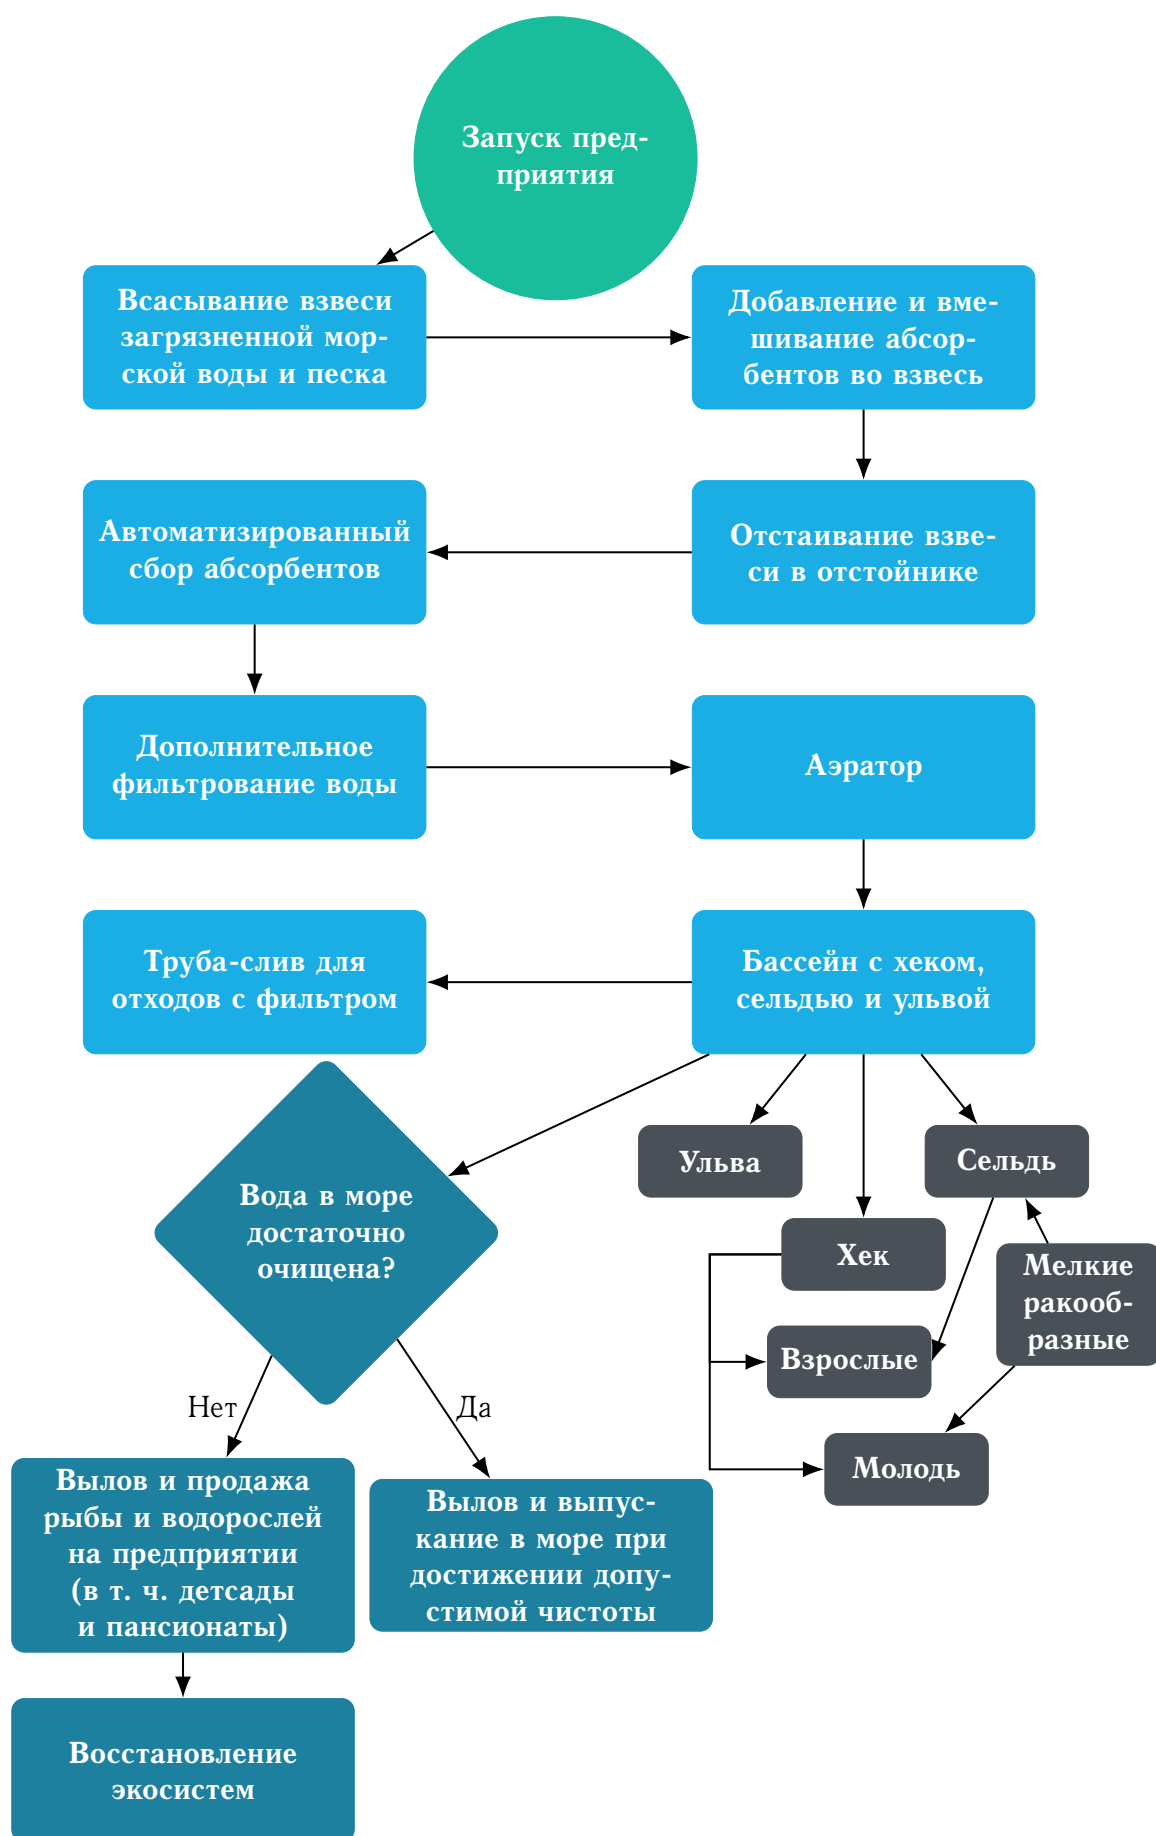 Запуск пред-
приятия
Всасывание взвеси
загрязненной мор-
ской воды и песка
Добавление и вме-
шивание абсор-
бентов во взвесь
Автоматизированный
сбор абсорбентов
Отстаивание взве-
си в отстойнике
Дополнительное
фильтрование воды
Аэратор
Труба-слив для
отходов с фильтром
Бассейн с хеком,
сельдью и ульвой
Вода в море
достаточно
очищена?
Ульва
Сельдь
Хек
Мелкие
ракооб-
разные
Взрослые
Молодь
Нет
Да
Вылов и продажа
рыбы и водорослей
на предприятии
(в т. ч. детсады
и пансионаты)
Вылов и выпус-
кание в море при
достижении допу-
стимой чистоты
Восстановление
экосистем